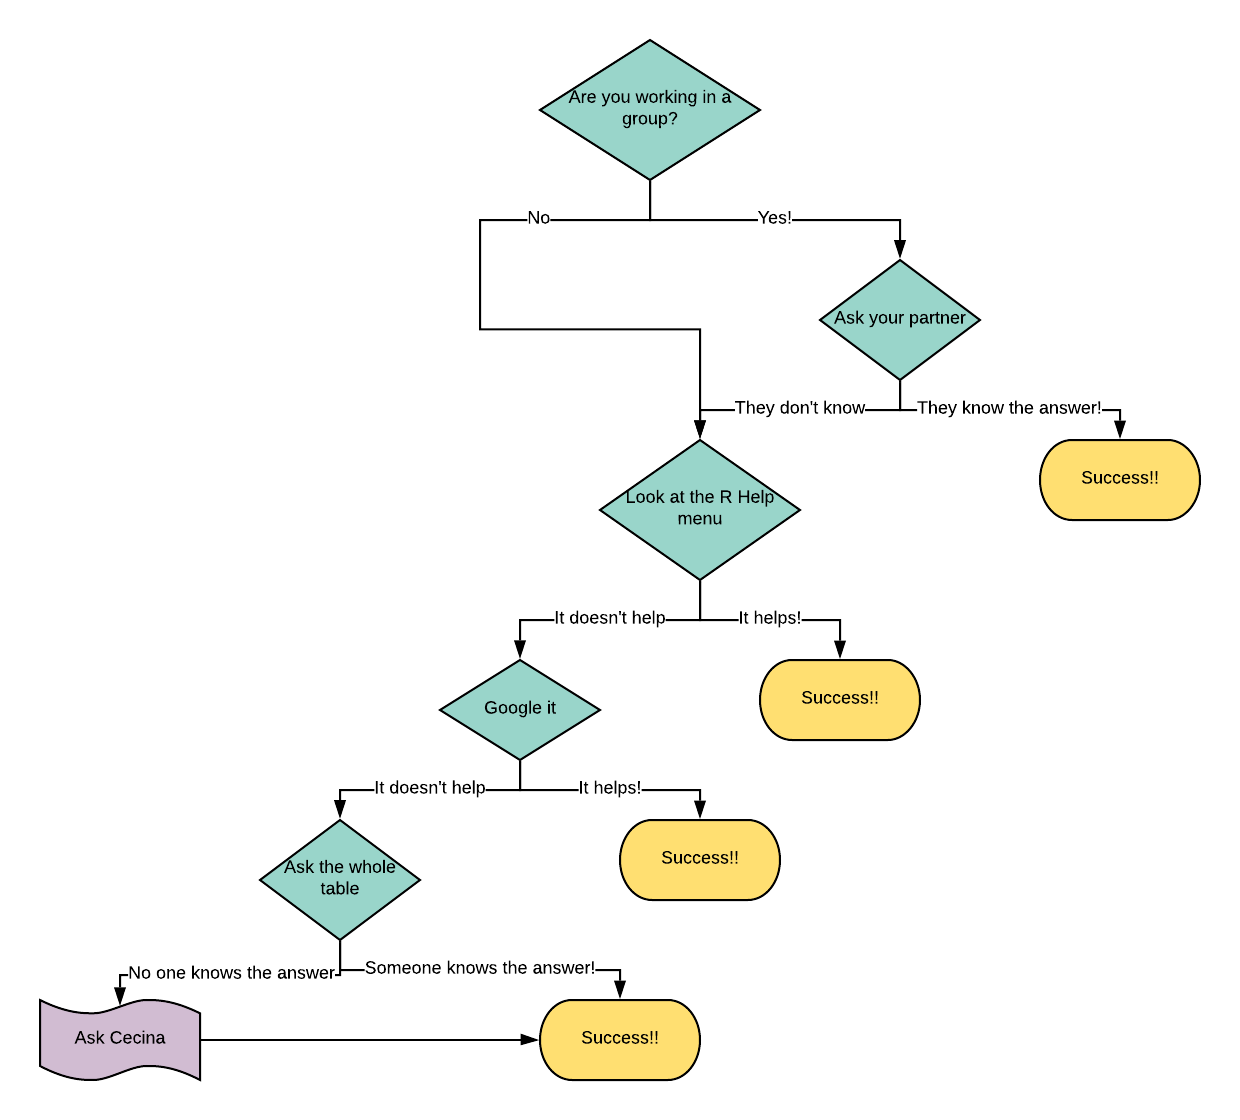 Are you working in a
group?
No
Yes!
Ask your partner
They don't know
They know the answer!
Success!!
Look at the R Help
menu
It doesn't help
It helps!
Success!!
Google it
It doesn't help
It helps!
Success!!
Ask the whole
table
No one knows the answer
Someone knows the answer!
Ask Cecina
Success!!